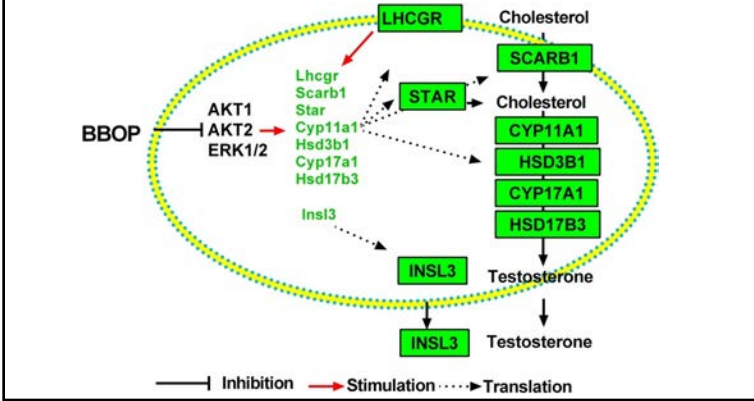 LHCGR
Cholesterol
SCARB1
Lhcgr
Scarb1
Star
Cyp11a1
Hsd3b1
Cyp17a1
Hsd17b3
STAR
Cholesterol
BBOP
AKT1
AKT2
ERK1/2
CYP11A1
HSD3B1
CYP17A1
HSD17B3
Insl3
INSL3
Testosterone
INSL3
Testosterone
Inhibition
Stimulation
Translation